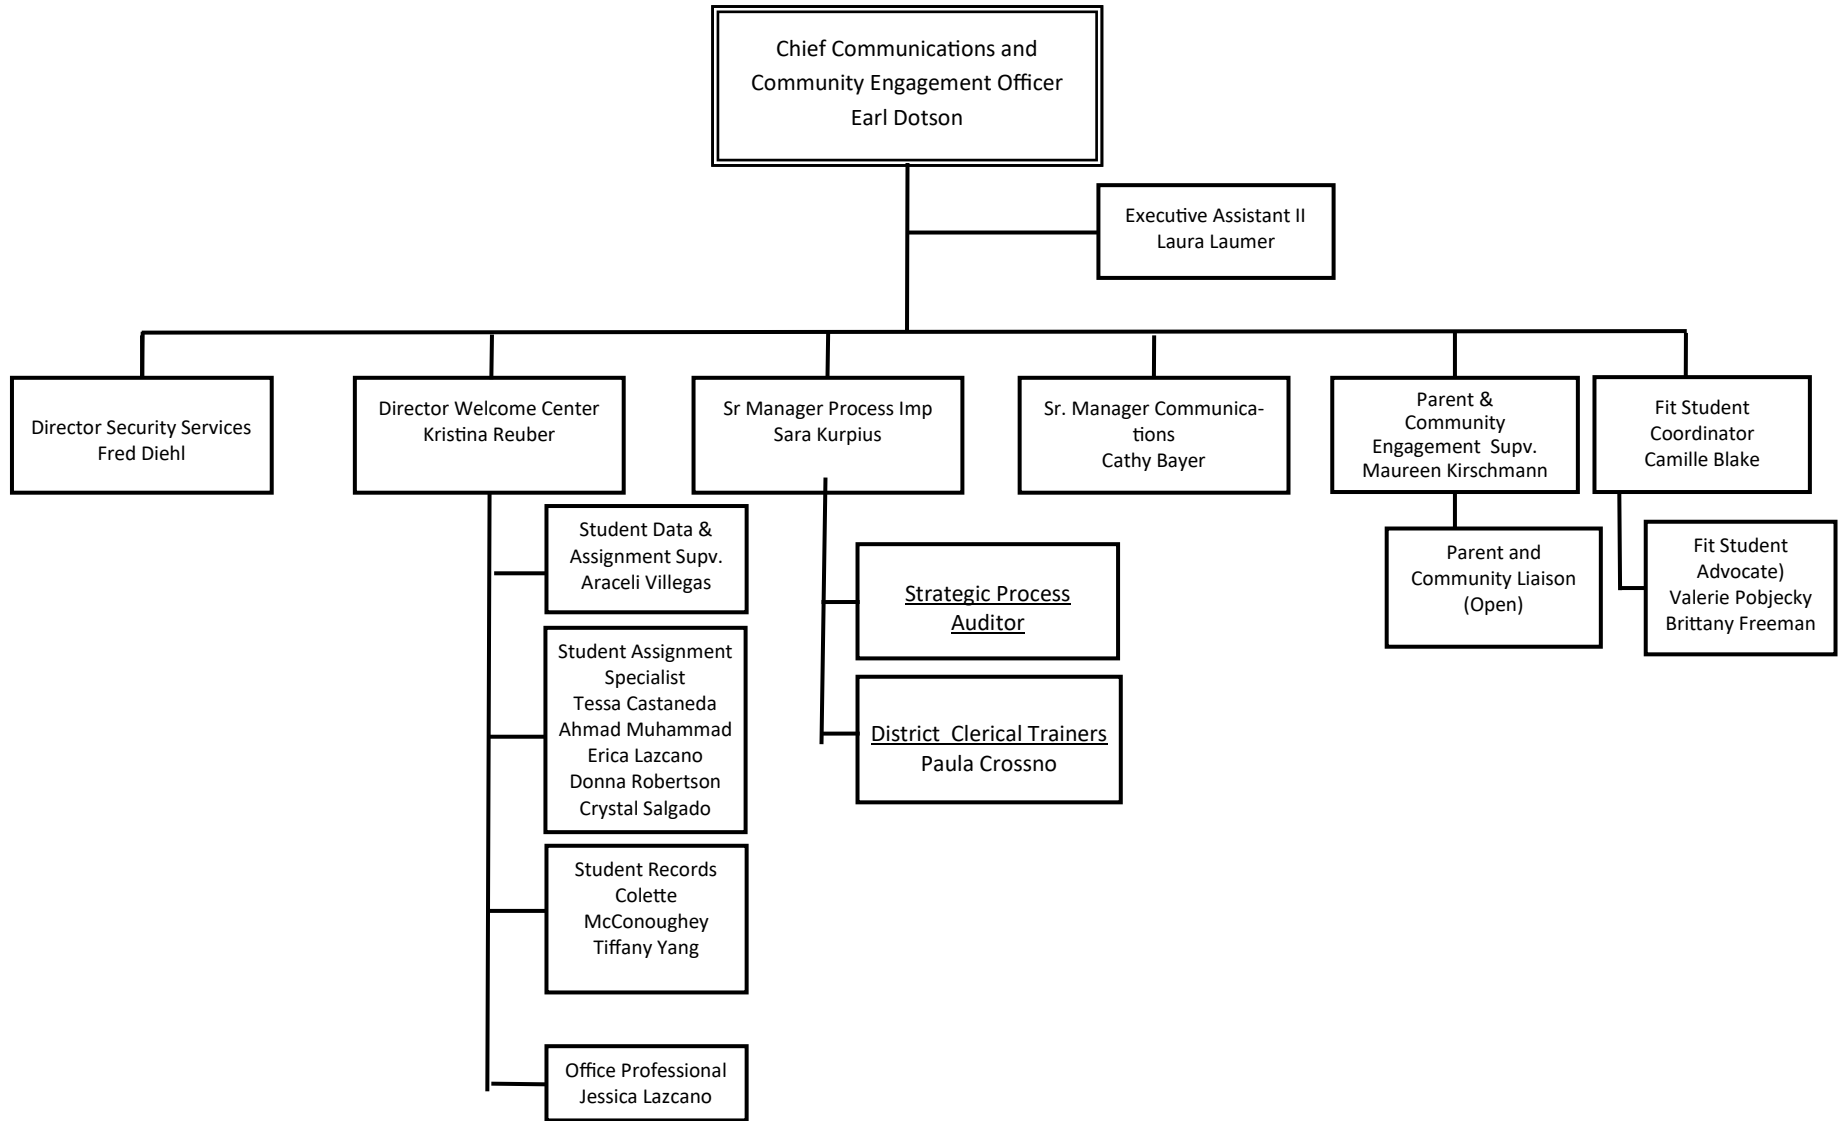 Chief Communications and
Community Engagement Officer
Earl Dotson
Executive Assistant II
Laura Laumer
Director Security Services
Fred Diehl
Director Welcome Center
Kristina Reuber
Sr Manager Process Imp
Sara Kurpius
Sr. Manager Communica-
tions
Cathy Bayer
Parent &
Community
Engagement  Supv.
Maureen Kirschmann
Fit Student
Coordinator
Camille Blake
Student Data &
Assignment Supv.
Araceli Villegas
Student Assignment
Specialist
Tessa Castaneda
Ahmad Muhammad
Erica Lazcano
Donna Robertson
Crystal Salgado
Student Records
Colette
McConoughey
Tiffany Yang
Office Professional
Jessica Lazcano
Strategic Process
Auditor
District  Clerical Trainers
Paula Crossno
Parent and
Community Liaison
(Open)
Fit Student
Advocate)
Valerie Pobjecky
Brittany Freeman